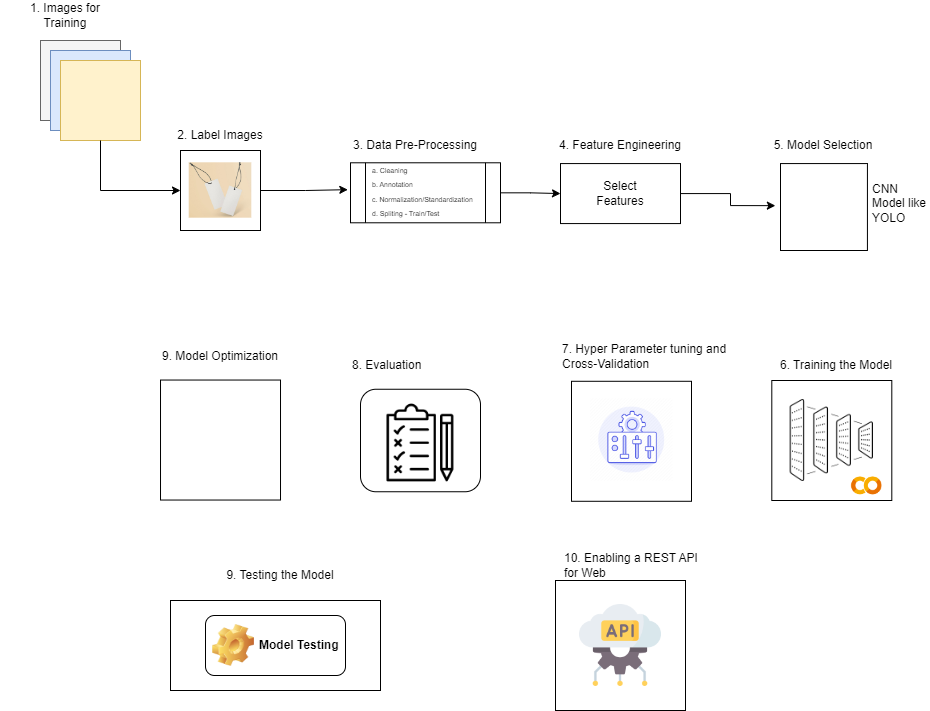 1. Images for
Training
2. Label Images
3. Data Pre-Processing
a. Cleaning
b. Annotation
c. Normalization/Standardization
d. Spliting - Train/Test
4. Feature Engineering
Select
Features
5. Model Selection
CNN
Model like
YOLO
9. Model Optimization
8. Evaluation
7. Hyper Parameter tuning and
Cross-Validation
6. Training the Model
CO
9. Testing the Model
Model Testing
10. Enabling a REST API
for Web
API